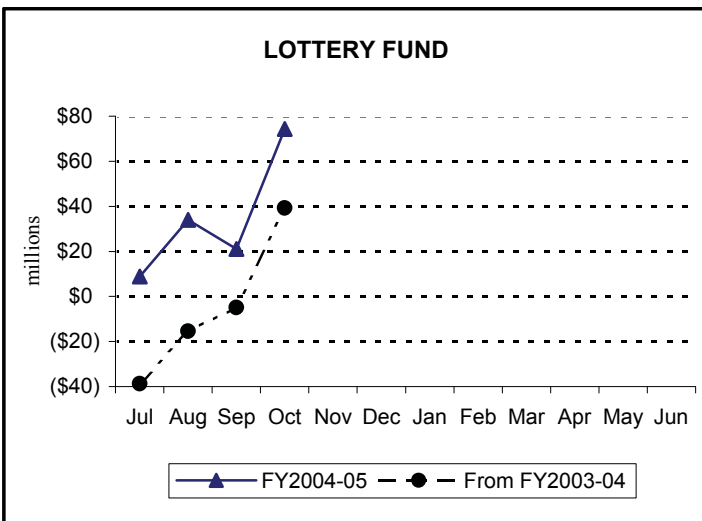 LOTTERY FUND
millions
$80
$60
$40
$20
$0
($20)
($40)
Jul Aug Sep Oct Nov Dec Jan Feb Mar Apr May Jun
FY2004-05 From FY2003-04